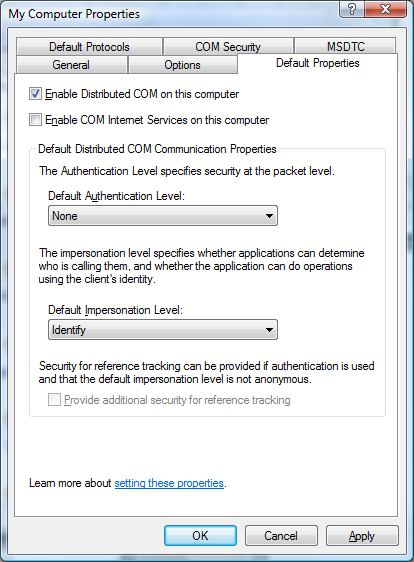 My Computer Properties
Default Protocols COM Security MSDTC
General Options Default Properties
Enable Distributed COM on this computer
Enable COM Internet Services on this computer
Default Distributed COM Communication Properties
The Authentication Level specifies security at the packet level.
Default Authentication Level:
None
The impersonation level specifies whether applications can determine
who is calling them, and whether the application can do operations
using the client's identity.
Default Impersonation Level:
Identify
Security for reference tracking can be provided if authentication is used
and that the default impersonation level is not anonymous.
Provide additional security for reference tracking
Learn more about setting these properties.
OK Cancel Apply